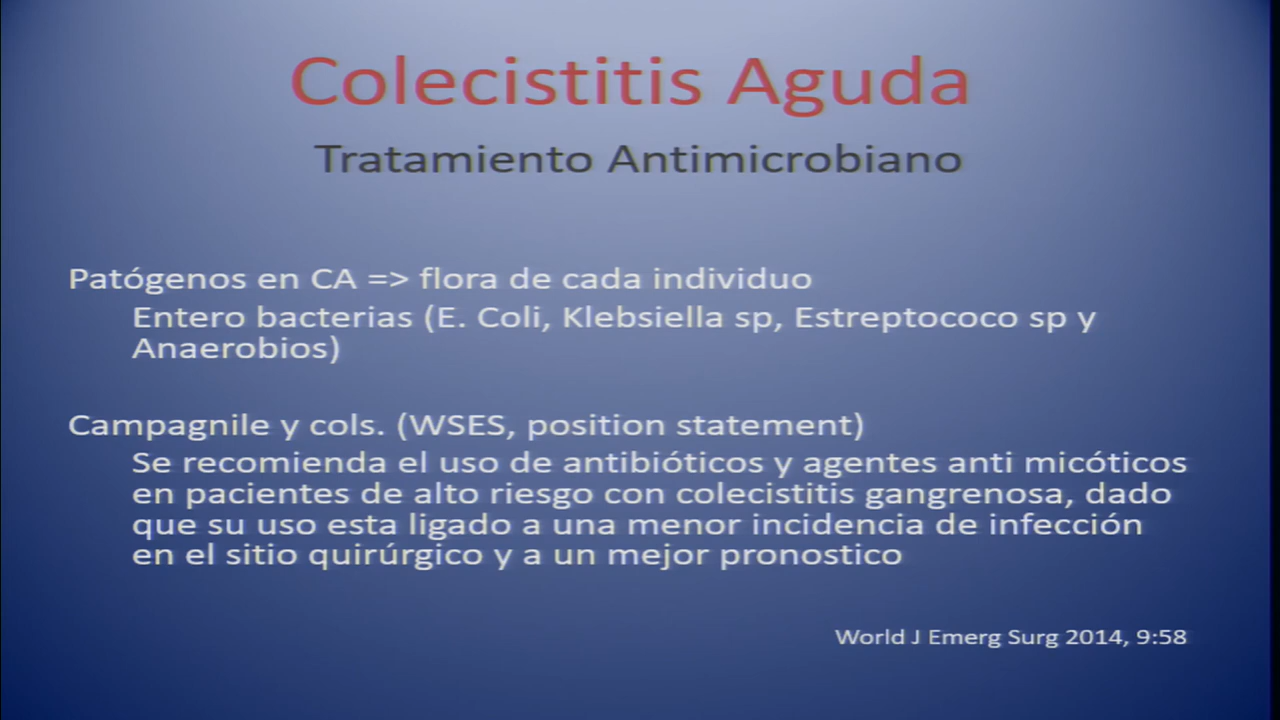 Colecistitis Aguda
Tratamiento Antimicrobiano
Patógenos en CA => flora de cada individuo
Entero bacterias (E. Coli, Klebsiella sp, Estreptococo sp y
Anaerobios)
Campagnile y cols. (WSES, position statement)
Se recomienda el uso de antibióticos y agentes anti micóticos
en pacientes de alto riesgo con colecistitis gangrenosa, dado
que su uso esta ligado a una menor incidencia de infección
en el sitio quirúrgico y a un mejor pronostico
World J Emerg Surg 2014, 9:58